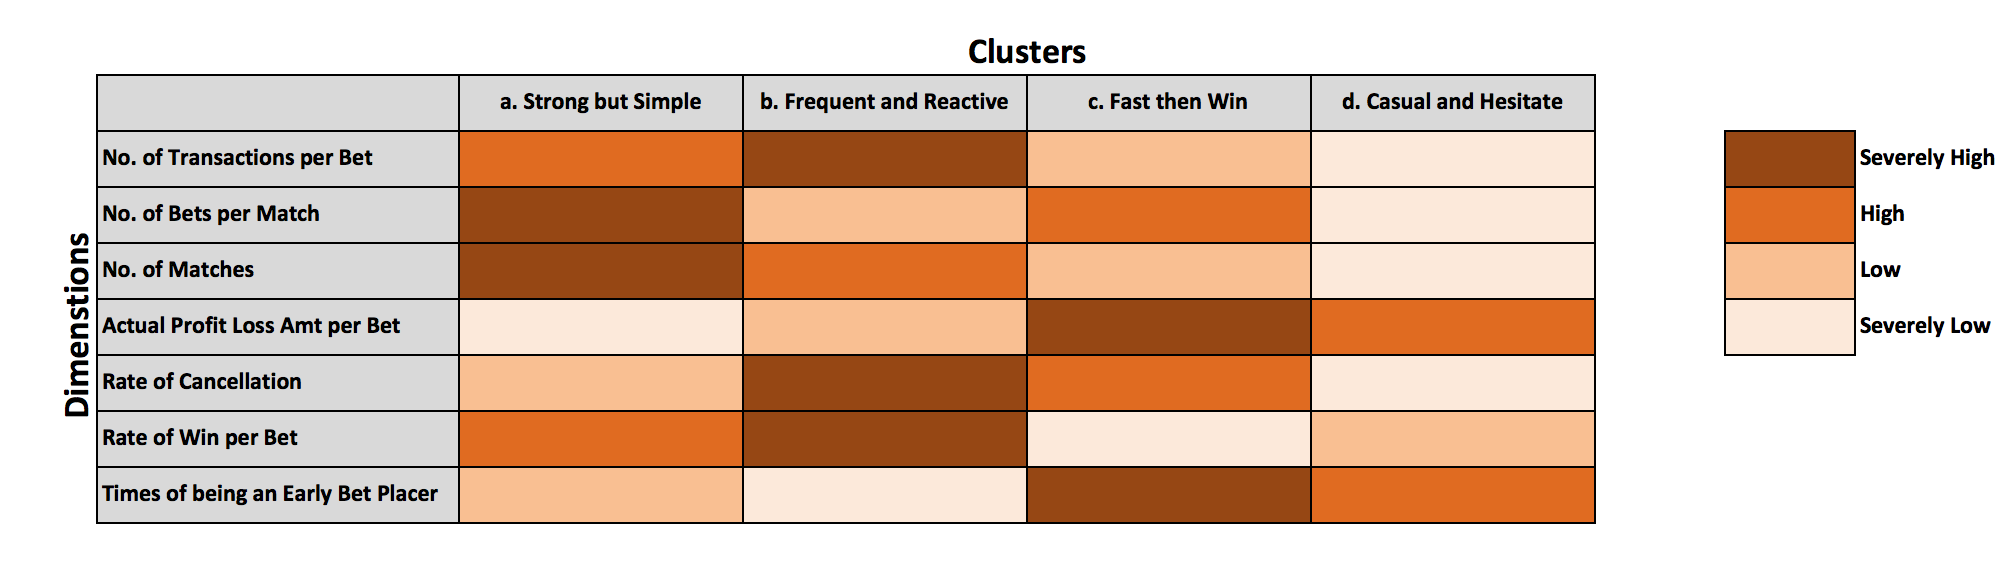 Clusters
a. Strong but Simple
b. Frequent and Reactive
c. Fast then Win
d. Casual and Hesitate
Dimenstions
No. of Transactions per Bet
No. of Bets per Match
No. of Matches
Actual Profit Loss Amt per Bet
Rate of Cancellation
Rate of Win per Bet
Times of being an Early Bet Placer
Severely High
High
Low
Severely Low